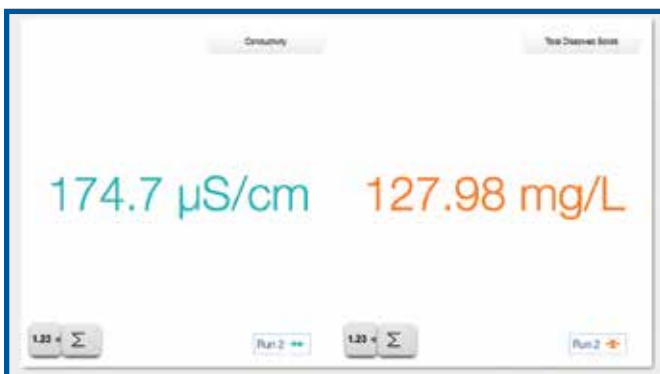 Conductivity
Total Dissolved Solids
174.7 µS/cm
127.98 mg/L
1.23 Σ
Run 2
1.23 Σ
Run 2